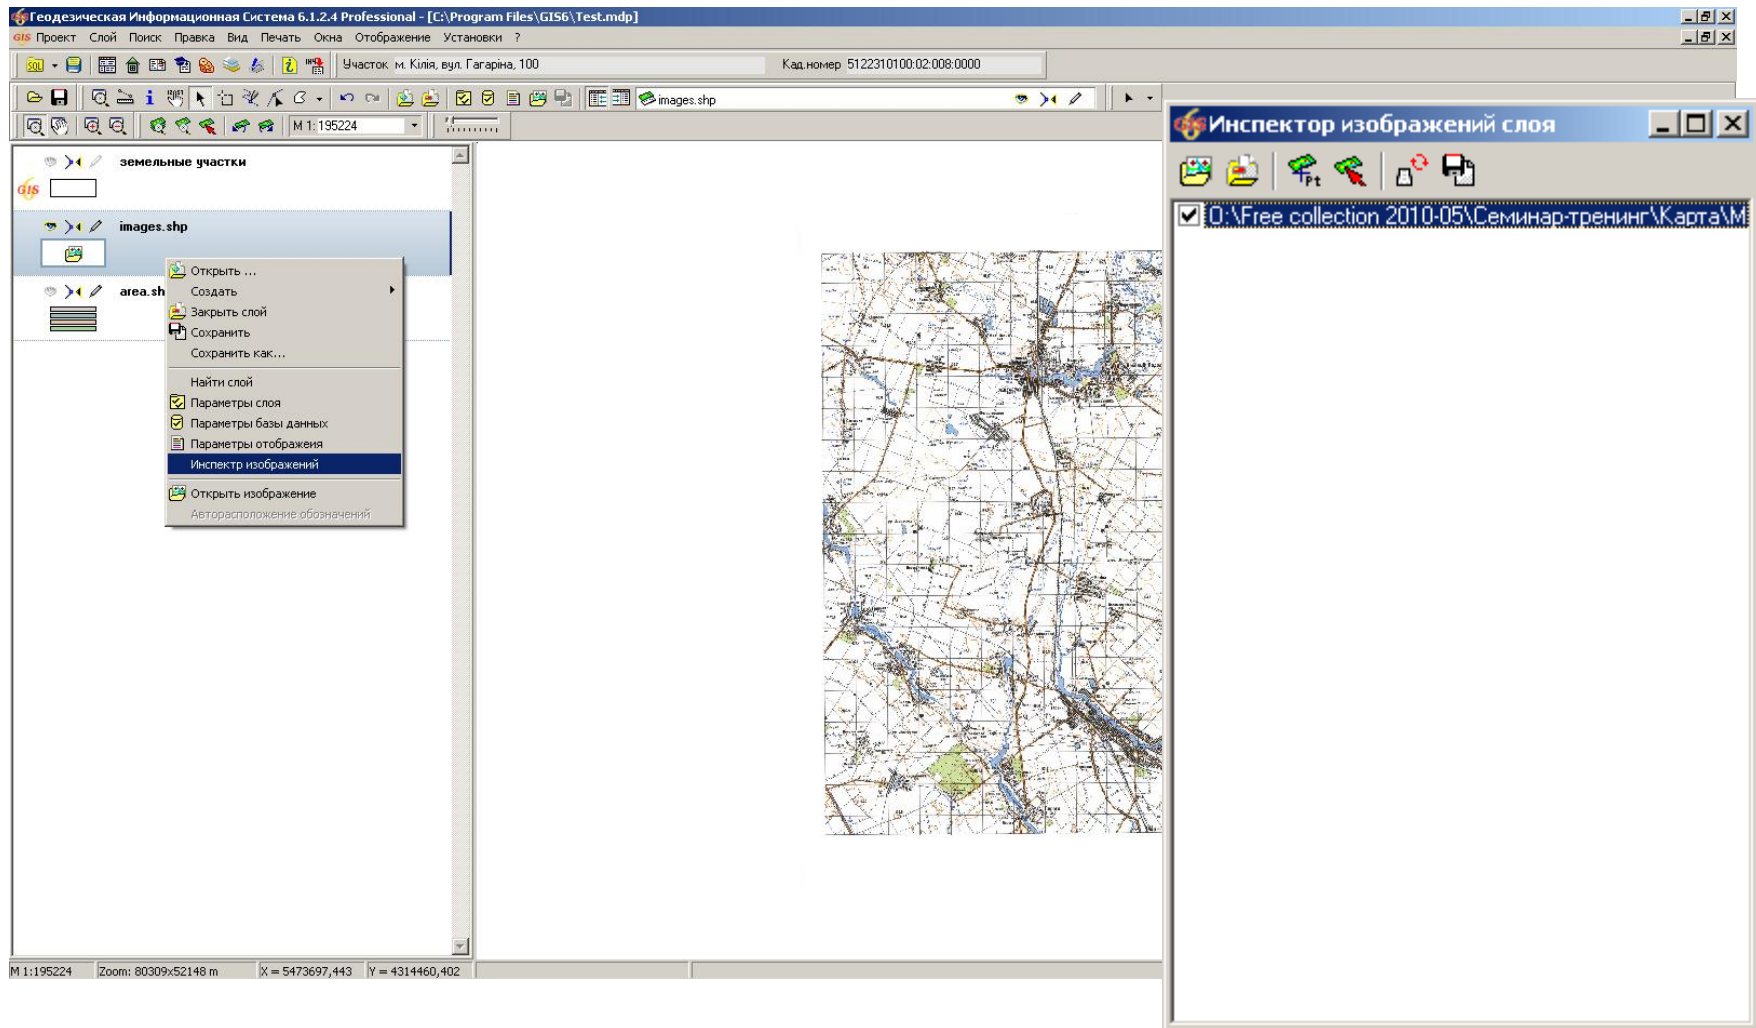 Геодезическая Информационная Система 6.1.2.4 Professional - [C:\Program Files\GIS6\Test.mdp]
GIS Проект Слой Поиск Правка Вид Печать Окна Отображение Установки ?
SQL Участок м. Кілія, вул. Гагаріна, 100 Кад.номер 5122310100:02:008:0000
images.shp
М 1: 195224
земельные участки
GIS
images.shp
area.sh
Открыть ...
Создать
Закрыть слой
Сохранить
Сохранить как...
Найти слой
Параметры слоя
Параметры базы данных
Параметры отображеия
Инспектр изображений
Открыть изображение
Авторасположение обозначений
М 1:195224 Zoom: 80309x52148 m X = 5473697,443 Y = 4314460,402
Инспектор изображений слоя
Pt
O:\Free collection 2010-05\Семинар-тренинг\Карта\М